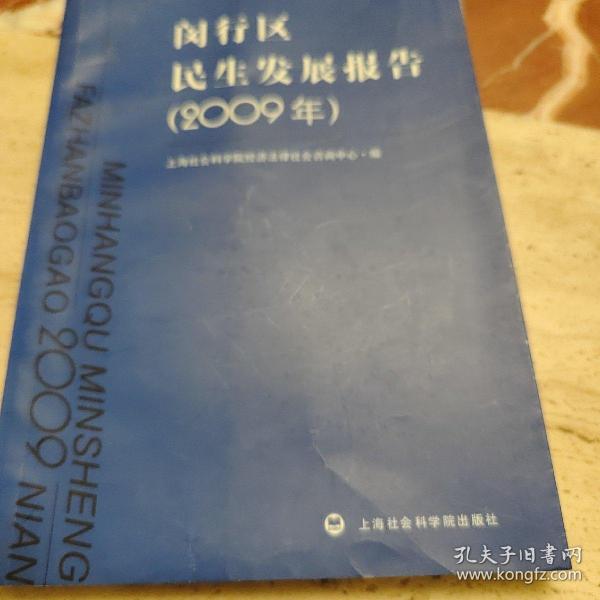 闵行区
民生发展报告
(2009年)
上海社会科学院经济法律社会咨询中心·编
MINHANGQU MINSHENG
FAZHANBAOGAO 2009 NIAN
上海社会科学院出版社
孔夫子旧书网
www.kongfz.com